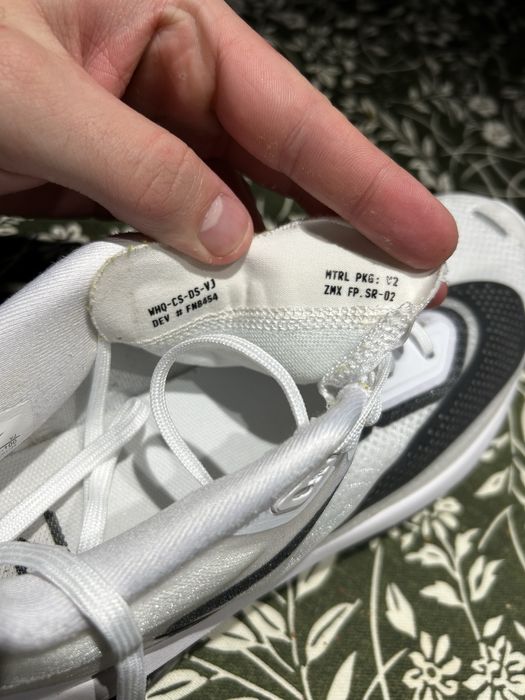 WHQ-CS-DS-VJ
DEV # FN8454
MTRL PKG: V2
ZMX FP.SR-02